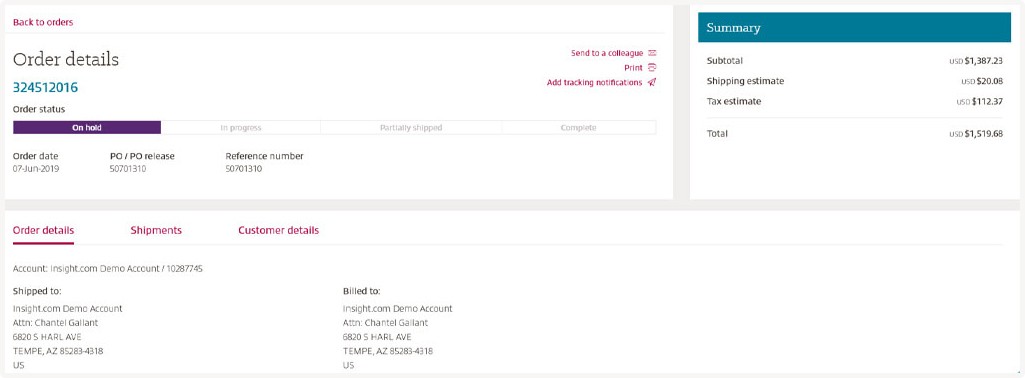 Back to orders
Order details
324512016
Send to a colleague
Print
Add tracking notifications
Order status
On hold
In progress
Partially shipped
Complete
Order date
07-Jun-2019
PO / PO release
50701310
Reference number
50701310
Summary
Subtotal USD $1,387.23
Shipping estimate USD $20.08
Tax estimate USD $112.37
Total USD $1,519.68
Order details
Shipments
Customer details
Account: Insight.com Demo Account / 10287745
Shipped to:
Insight.com Demo Account
Attn: Chantel Gallant
6820 S HARL AVE
TEMPE, AZ 85283-4318
US
Billed to:
Insight.com Demo Account
Attn: Chantel Gallant
6820 S HARL AVE
TEMPE, AZ 85283-4318
US